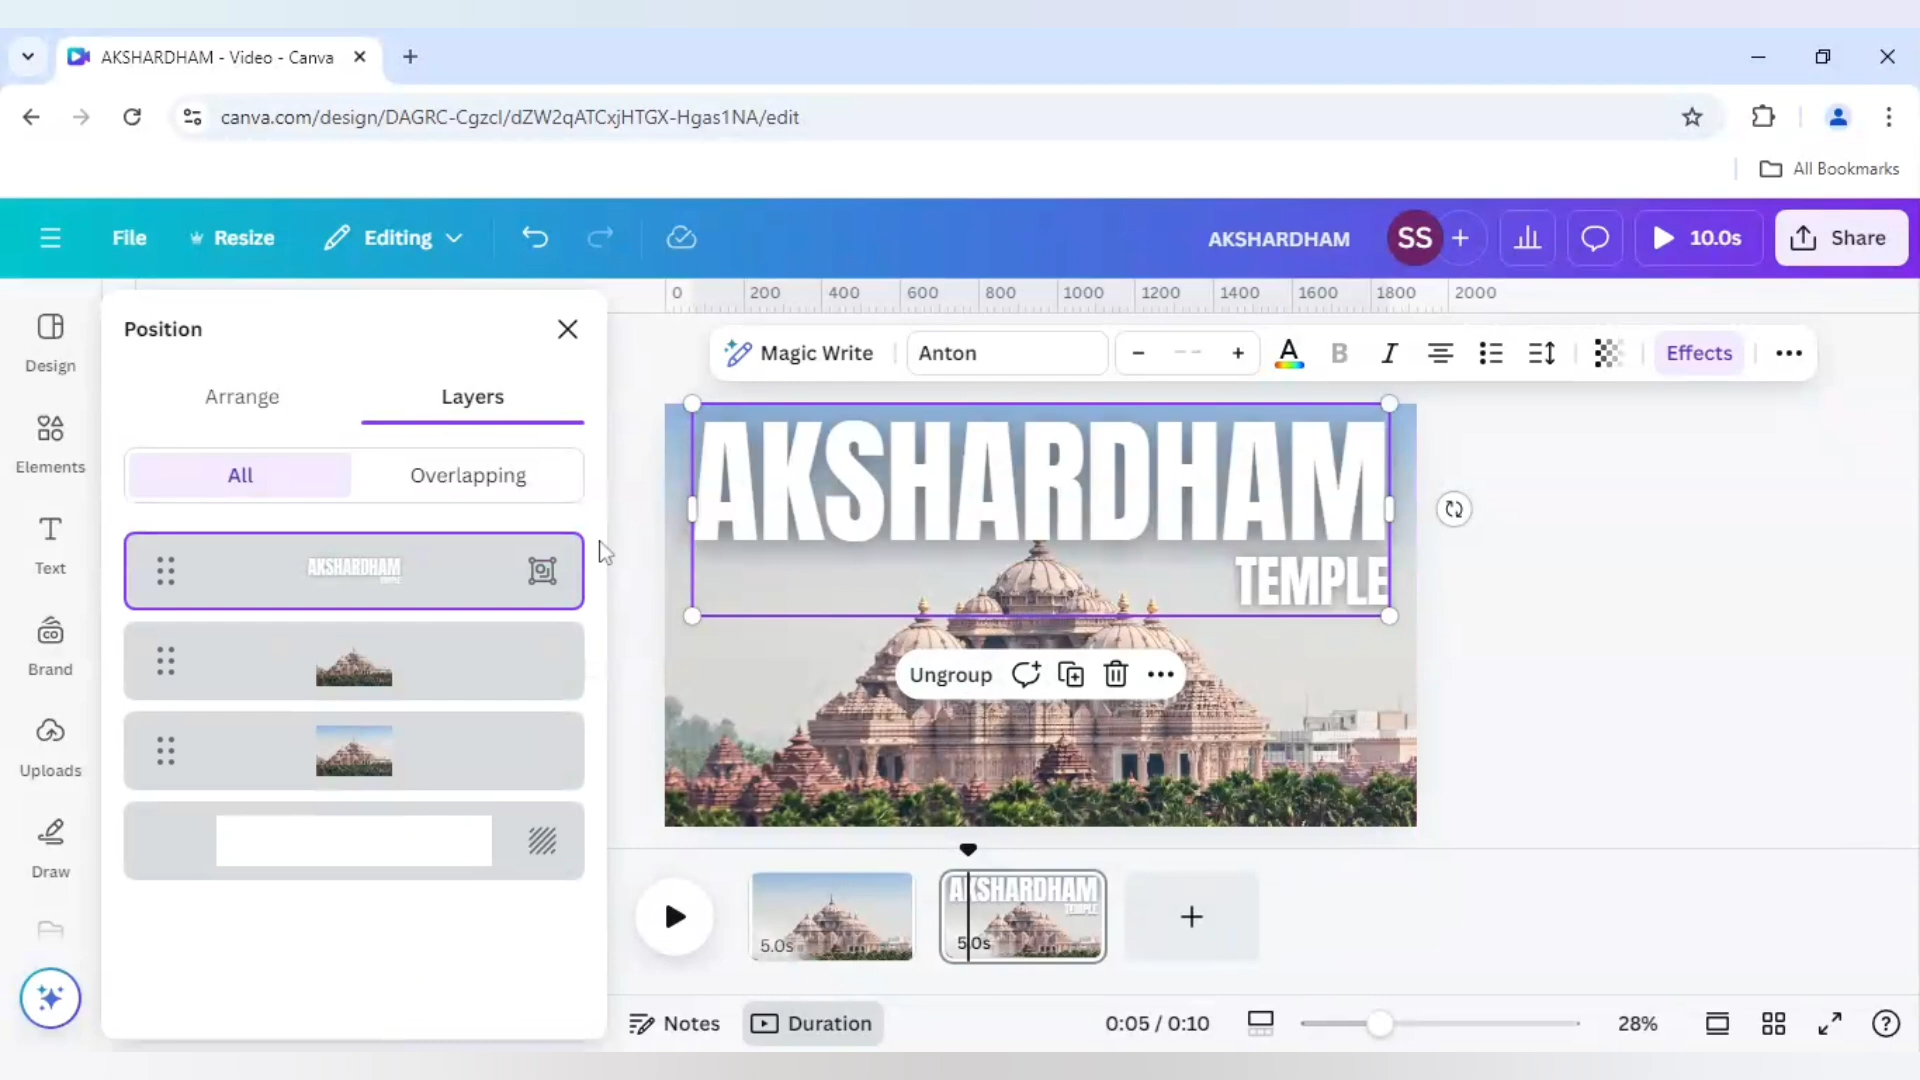 AKSHARDHAM - Video - Canva
canva.com/design/DAGRC-CgzcI/dZW2qATCxjHTGX-Hgas1NA/edit
All Bookmarks
File Resize Editing AKSHARDHAM SS 10.0s Share
0 200 400 600 800 1000 1200 1400 1600 1800 2000
Position
Magic Write Anton B I Effects
Design
Arrange Layers
AKSHARDHAM
Elements
All Overlapping
Text
AKSHARDHAM
TEMPLE
TEMPLE
Brand
Ungroup
Uploads
Draw
5.0s
AKSHARDHAM
TEMPLE
5.0s
Notes Duration 0:05 / 0:10 28%